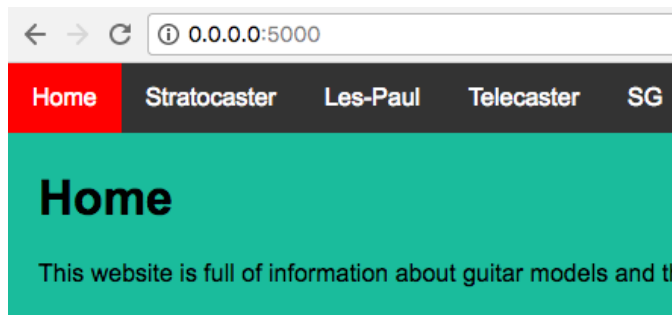 0.0.0.0:5000
Home Stratocaster Les-Paul Telecaster SG
Home
This website is full of information about guitar models and